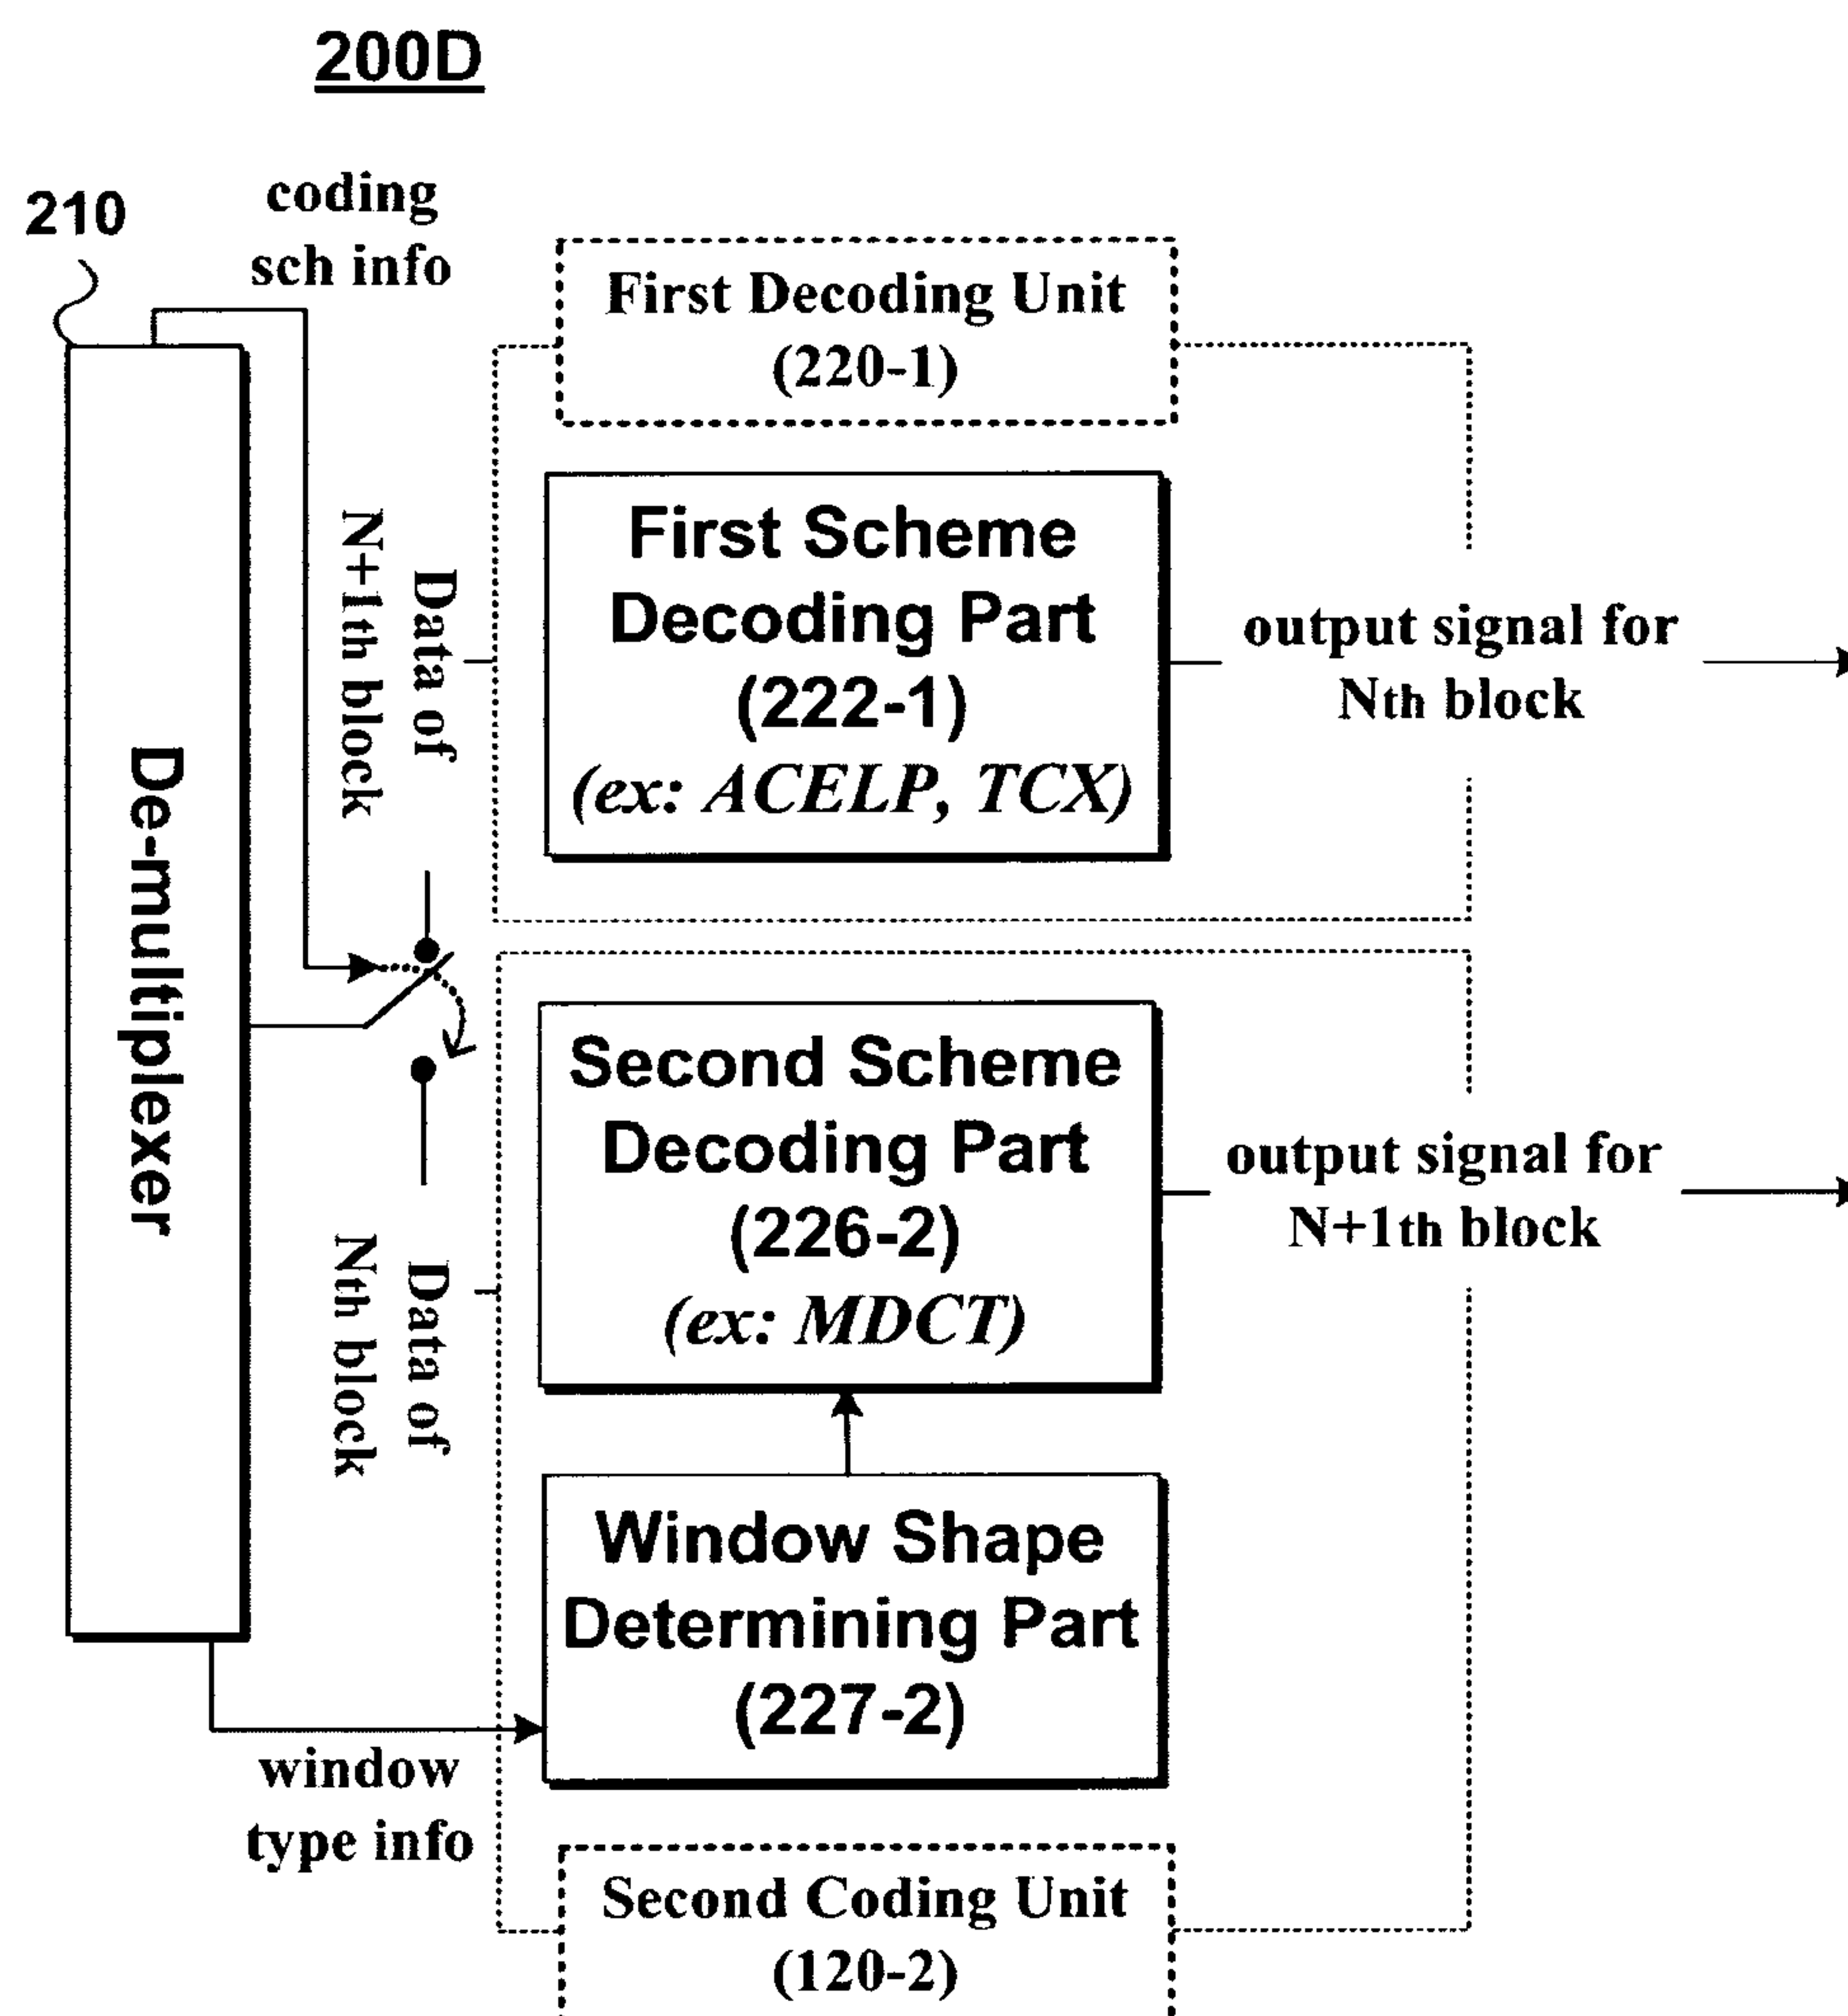 200D
210
coding
sch info
First Decoding Unit
(220-1)
De-multiplexer
Data of
N+1th block
First Scheme
Decoding Part
(222-1)
(ex: ACELP, TCX)
output signal for
Nth block
Second Scheme
Decoding Part
(226-2)
(ex: MDCT)
output signal for
N+1th block
Data of
Nth block
Window Shape
Determining Part
(227-2)
window
type info
Second Coding Unit
(120-2)